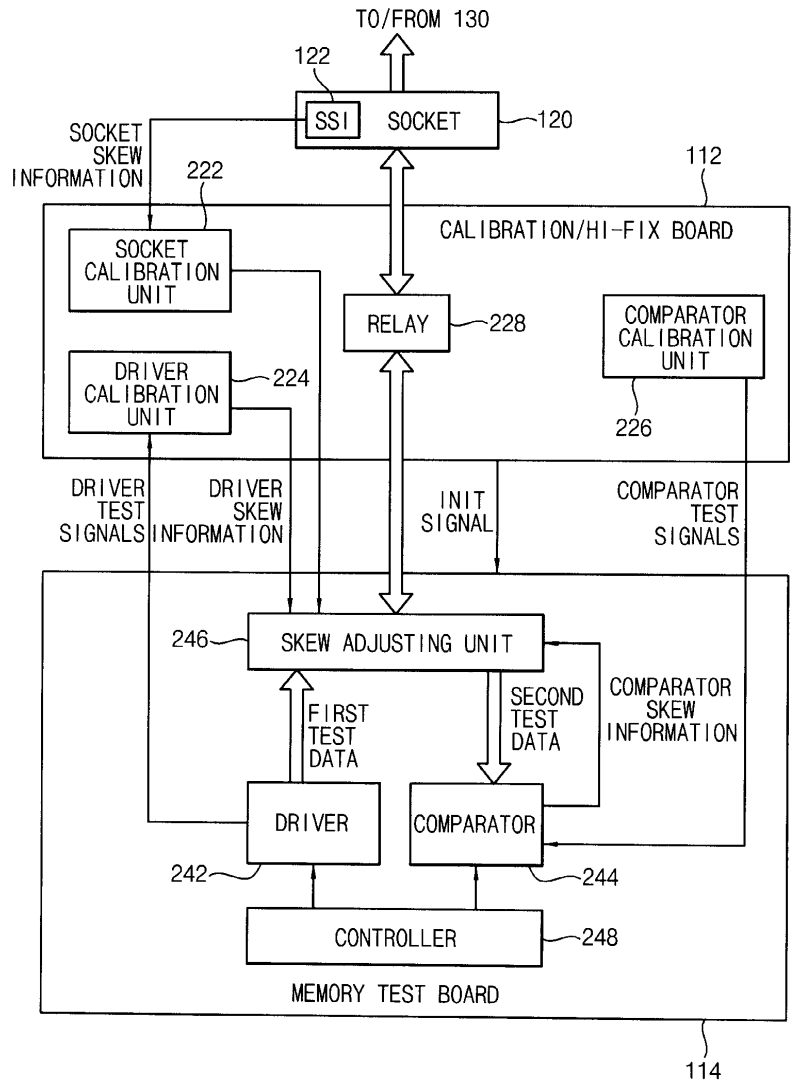 TO/FROM 130
122
SSI
SOCKET
120
SOCKET
SKEW
INFORMATION
222
112
SOCKET
CALIBRATION
UNIT
CALIBRATION/HI-FIX BOARD
RELAY
228
COMPARATOR
CALIBRATION
UNIT
226
DRIVER
CALIBRATION
UNIT
224
DRIVER
TEST
SIGNALS
DRIVER
SKEW
INFORMATION
INIT
SIGNAL
COMPARATOR
TEST
SIGNALS
246
SKEW ADJUSTING UNIT
FIRST
TEST
DATA
SECOND
TEST
DATA
COMPARATOR
SKEW
INFORMATION
DRIVER
242
COMPARATOR
244
CONTROLLER
248
MEMORY TEST BOARD
114